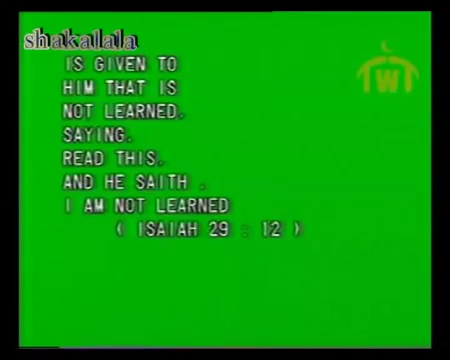 shakalala
IWI
IS GIVEN TO
HIM THAT IS
NOT LEARNED.
SAYING.
READ THIS.
AND HE SAITH .
I AM NOT LEARNED
( ISAIAH 29 : 12 )